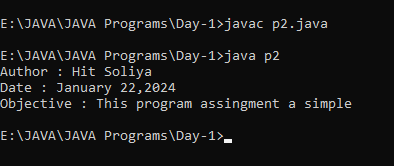 E:\JAVA\JAVA Programs\Day-1>javac p2.java
E:\JAVA\JAVA Programs\Day-1>java p2
Author : Hit Soliya
Date : January 22,2024
Objective : This program assingment a simple
E:\JAVA\JAVA Programs\Day-1>